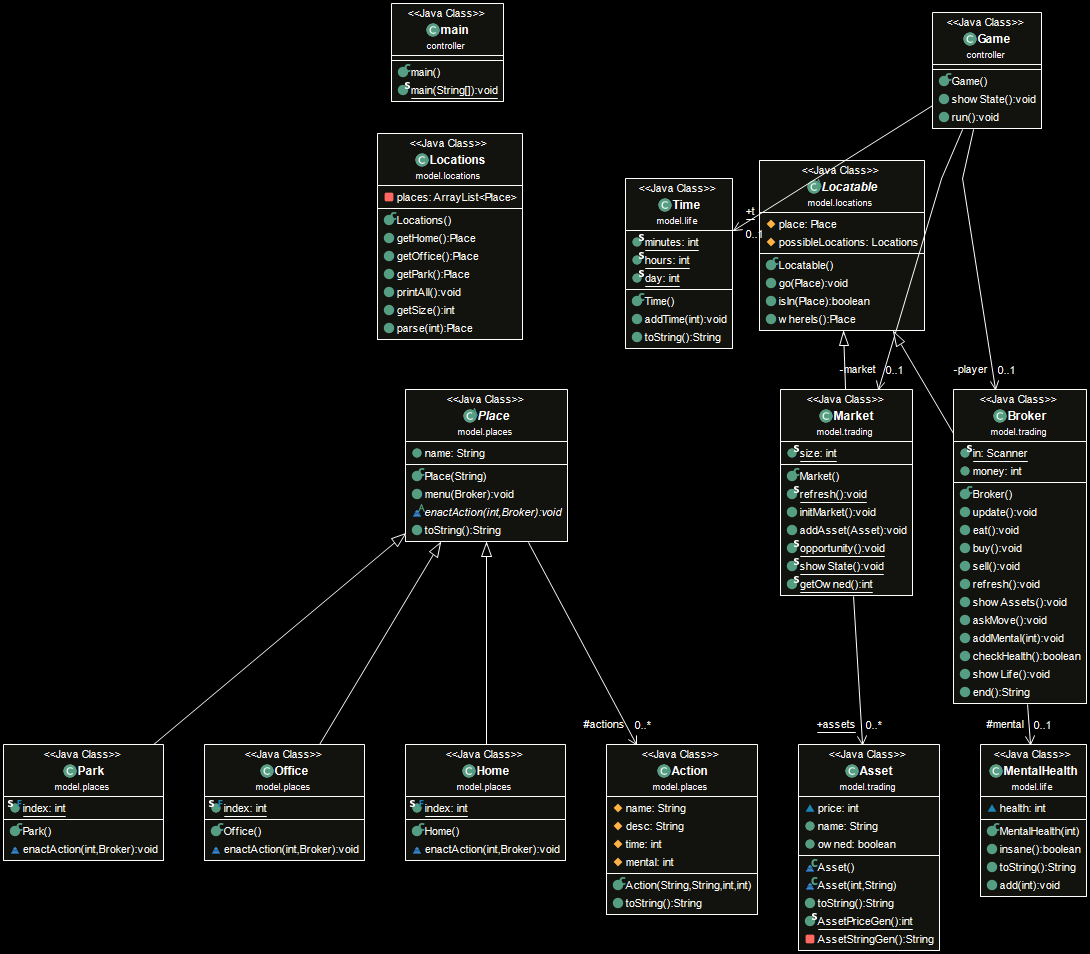 <<Java Class>>
main
controller
main()
main(String[]):void
<<Java Class>>
Game
controller
Game()
showState():void
run():void
<<Java Class>>
Locations
model.locations
places: ArrayList<Place>
Locations()
getHome():Place
getOffice():Place
getPark():Place
printAll():void
getSize():int
parse(int):Place
<<Java Class>>
Time
model.life
minutes: int
hours: int
day: int
Time()
addTime(int):void
toString():String
+t
0..1
<<Java Class>>
Locatable
model.locations
place: Place
possibleLocations: Locations
Locatable()
go(Place):void
isIn(Place):boolean
whereIs():Place
-market 0..1
-player 0..1
<<Java Class>>
Place
model.places
name: String
Place(String)
menu(Broker):void
enactAction(int,Broker):void
toString():String
<<Java Class>>
Market
model.trading
size: int
Market()
refresh():void
initMarket():void
addAsset(Asset):void
opportunity():void
showState():void
getOwned():int
<<Java Class>>
Broker
model.trading
in: Scanner
money: int
Broker()
update():void
eat():void
buy():void
sell():void
refresh():void
showAssets():void
askMove():void
addMental(int):void
checkHealth():boolean
showLife():void
end():String
#actions 0..*
+assets 0..*
#mental 0..1
<<Java Class>>
Park
model.places
index: int
Park()
enactAction(int,Broker):void
<<Java Class>>
Office
model.places
index: int
Office()
enactAction(int,Broker):void
<<Java Class>>
Home
model.places
index: int
Home()
enactAction(int,Broker):void
<<Java Class>>
Action
model.places
name: String
desc: String
time: int
mental: int
Action(String,String,int,int)
toString():String
<<Java Class>>
Asset
model.trading
price: int
name: String
owned: boolean
Asset()
Asset(int,String)
toString():String
AssetPriceGen():int
AssetStringGen():String
<<Java Class>>
MentalHealth
model.life
health: int
MentalHealth(int)
insane():boolean
toString():String
add(int):void